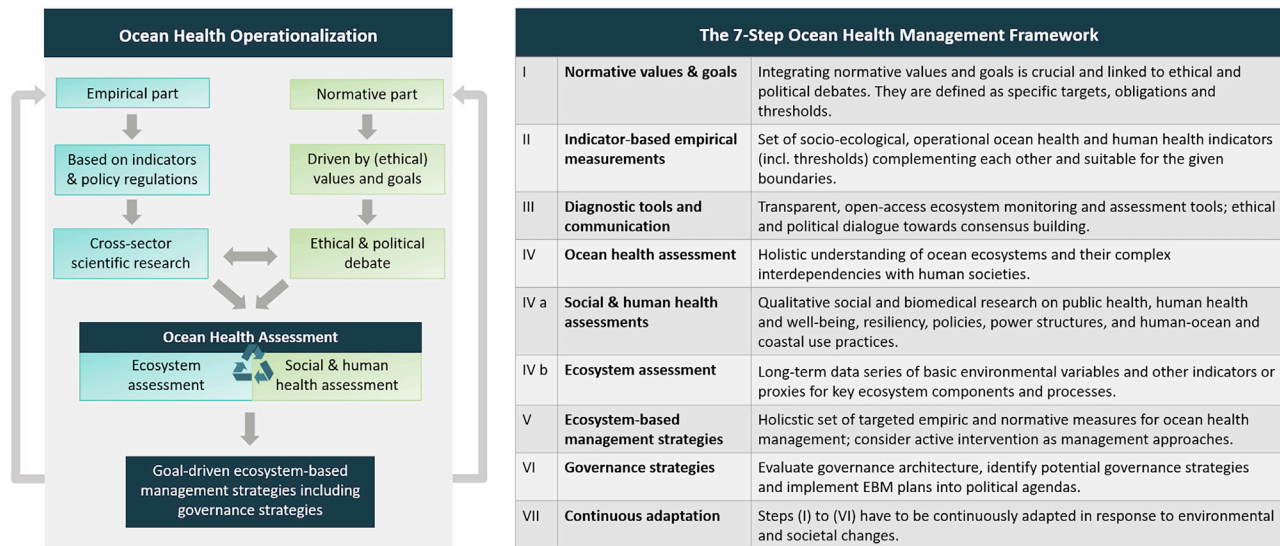 Ocean Health Operationalization
Empirical part
Normative part
Based on indicators
& policy regulations
Driven by (ethical)
values and goals
Cross-sector
scientific research
Ethical & political
debate
Ocean Health Assessment
Ecosystem
assessment
Social & human
health assessment
Goal-driven ecosystem-based
management strategies including
governance strategies
The 7-Step Ocean Health Management Framework
I
Normative values & goals
Integrating normative values and goals is crucial and linked to ethical and
political debates. They are defined as specific targets, obligations and
thresholds.
II
Indicator-based empirical
measurements
Set of socio-ecological, operational ocean health and human health indicators
(incl. thresholds) complementing each other and suitable for the given
boundaries.
III
Diagnostic tools and
communication
Transparent, open-access ecosystem monitoring and assessment tools; ethical
and political dialogue towards consensus building.
IV
Ocean health assessment
Holistic understanding of ocean ecosystems and their complex
interdependencies with human societies.
IV a
Social & human health
assessments
Qualitative social and biomedical research on public health, human health
and well-being, resiliency, policies, power structures, and human-ocean and
coastal use practices.
IV b
Ecosystem assessment
Long-term data series of basic environmental variables and other indicators or
proxies for key ecosystem components and processes.
V
Ecosystem-based
management strategies
Holicstic set of targeted empiric and normative measures for ocean health
management; consider active intervention as management approaches.
VI
Governance strategies
Evaluate governance architecture, identify potential governance strategies
and implement EBM plans into political agendas.
VII
Continuous adaptation
Steps (I) to (VI) have to be continuously adapted in response to environmental
and societal changes.